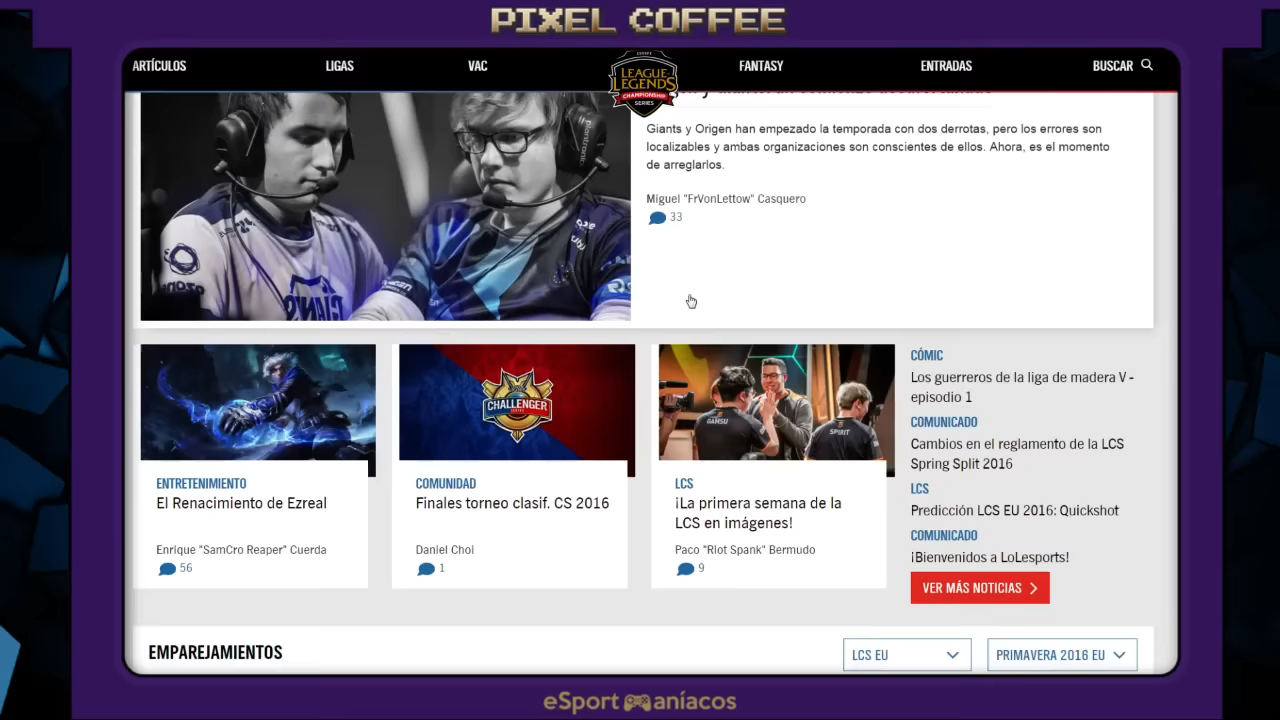 PIXEL COFFEE
ARTÍCULOS
LIGAS
VAC
EUROPE
LEAGUE OF LEGENDS
CHAMPIONSHIP
SERIES
FANTASY
ENTRADAS
BUSCAR
Giants y Origen han empezado la temporada con dos derrotas, pero los errores son
localizables y ambas organizaciones son conscientes de ellos. Ahora, es el momento
de arreglarlos.
Miguel "FrVonLettow" Casquero
33
CHALLENGER
SERIES
GAMSU
SPIRIT
ENTRETENIMIENTO
El Renacimiento de Ezreal
Enrique "SamCro Reaper" Cuerda
56
COMUNIDAD
Finales torneo clasif. CS 2016
Daniel Choi
1
LCS
¡La primera semana de la
LCS en imágenes!
Paco "RIot Spank" Bermudo
9
CÓMIC
Los guerreros de la liga de madera V -
episodio 1
COMUNICADO
Cambios en el reglamento de la LCS
Spring Split 2016
LCS
Predicción LCS EU 2016: Quickshot
COMUNICADO
¡Bienvenidos a LoLesports!
VER MÁS NOTICIAS
EMPAREJAMIENTOS
LCS EU
PRIMAVERA 2016 EU
eSportmaníacos